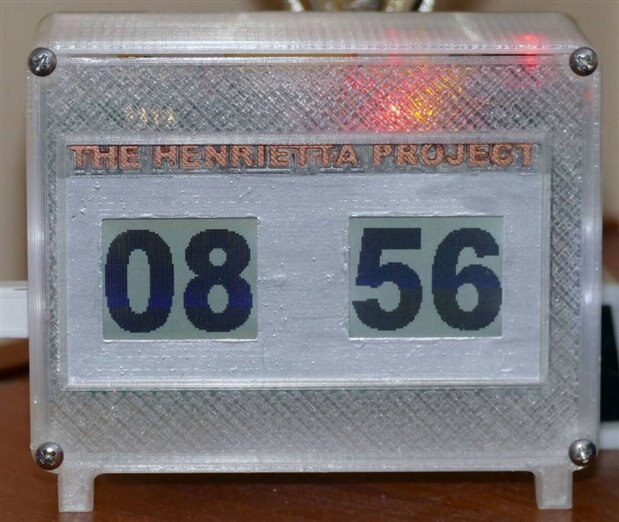 THE HENRIETTA PROJECT
08 56